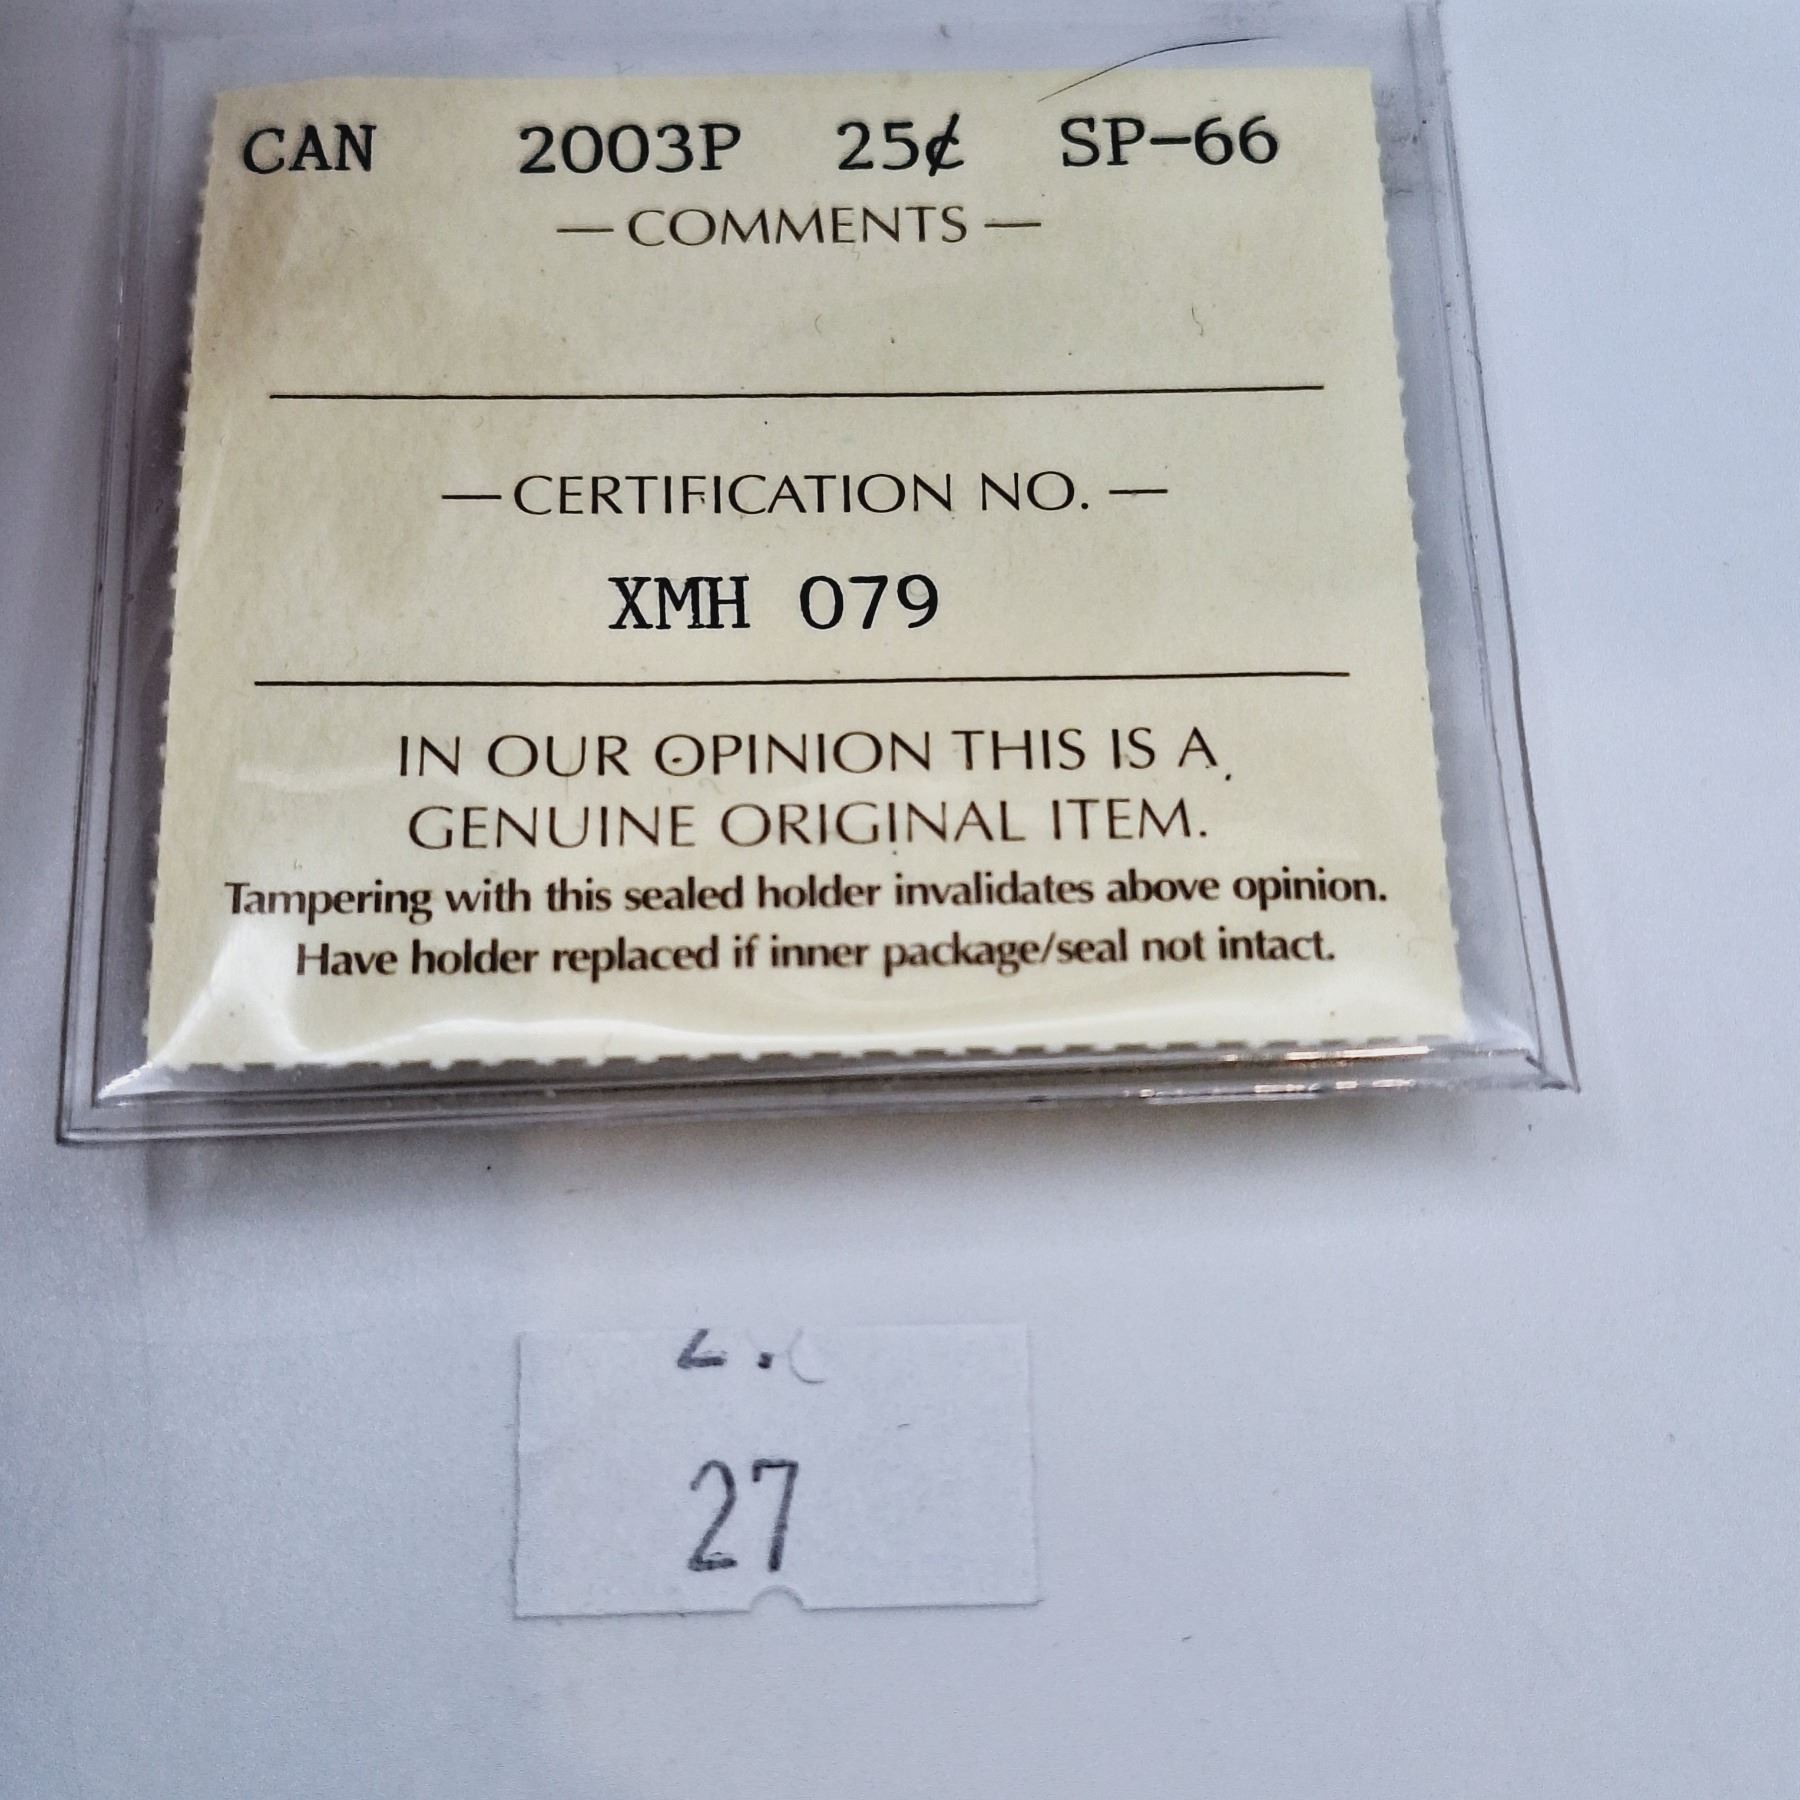 CAN 2003P 25¢ SP-66
— COMMENTS —
— CERTIFICATION NO. —
XMH 079
IN OUR OPINION THIS IS A
GENUINE ORIGINAL ITEM.
Tampering with this sealed holder invalidates above opinion.
Have holder replaced if inner package/seal not intact.
27